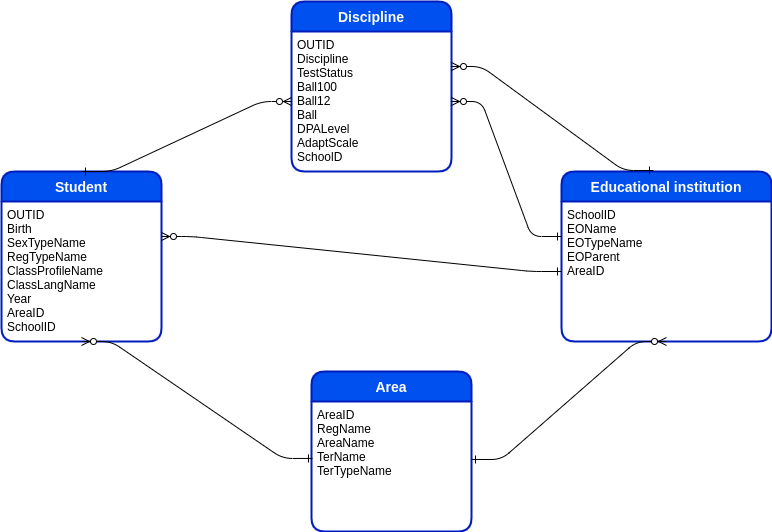 Discipline
OUTID
Discipline
TestStatus
Ball100
Ball12
Ball
DPALevel
AdaptScale
SchoolD
Student
OUTID
Birth
SexTypeName
RegTypeName
ClassProfileName
ClassLangName
Year
AreaID
SchoolID
Educational institution
SchoolID
EOName
EOTypeName
EOParent
AreaID
Area
AreaID
RegName
AreaName
TerName
TerTypeName